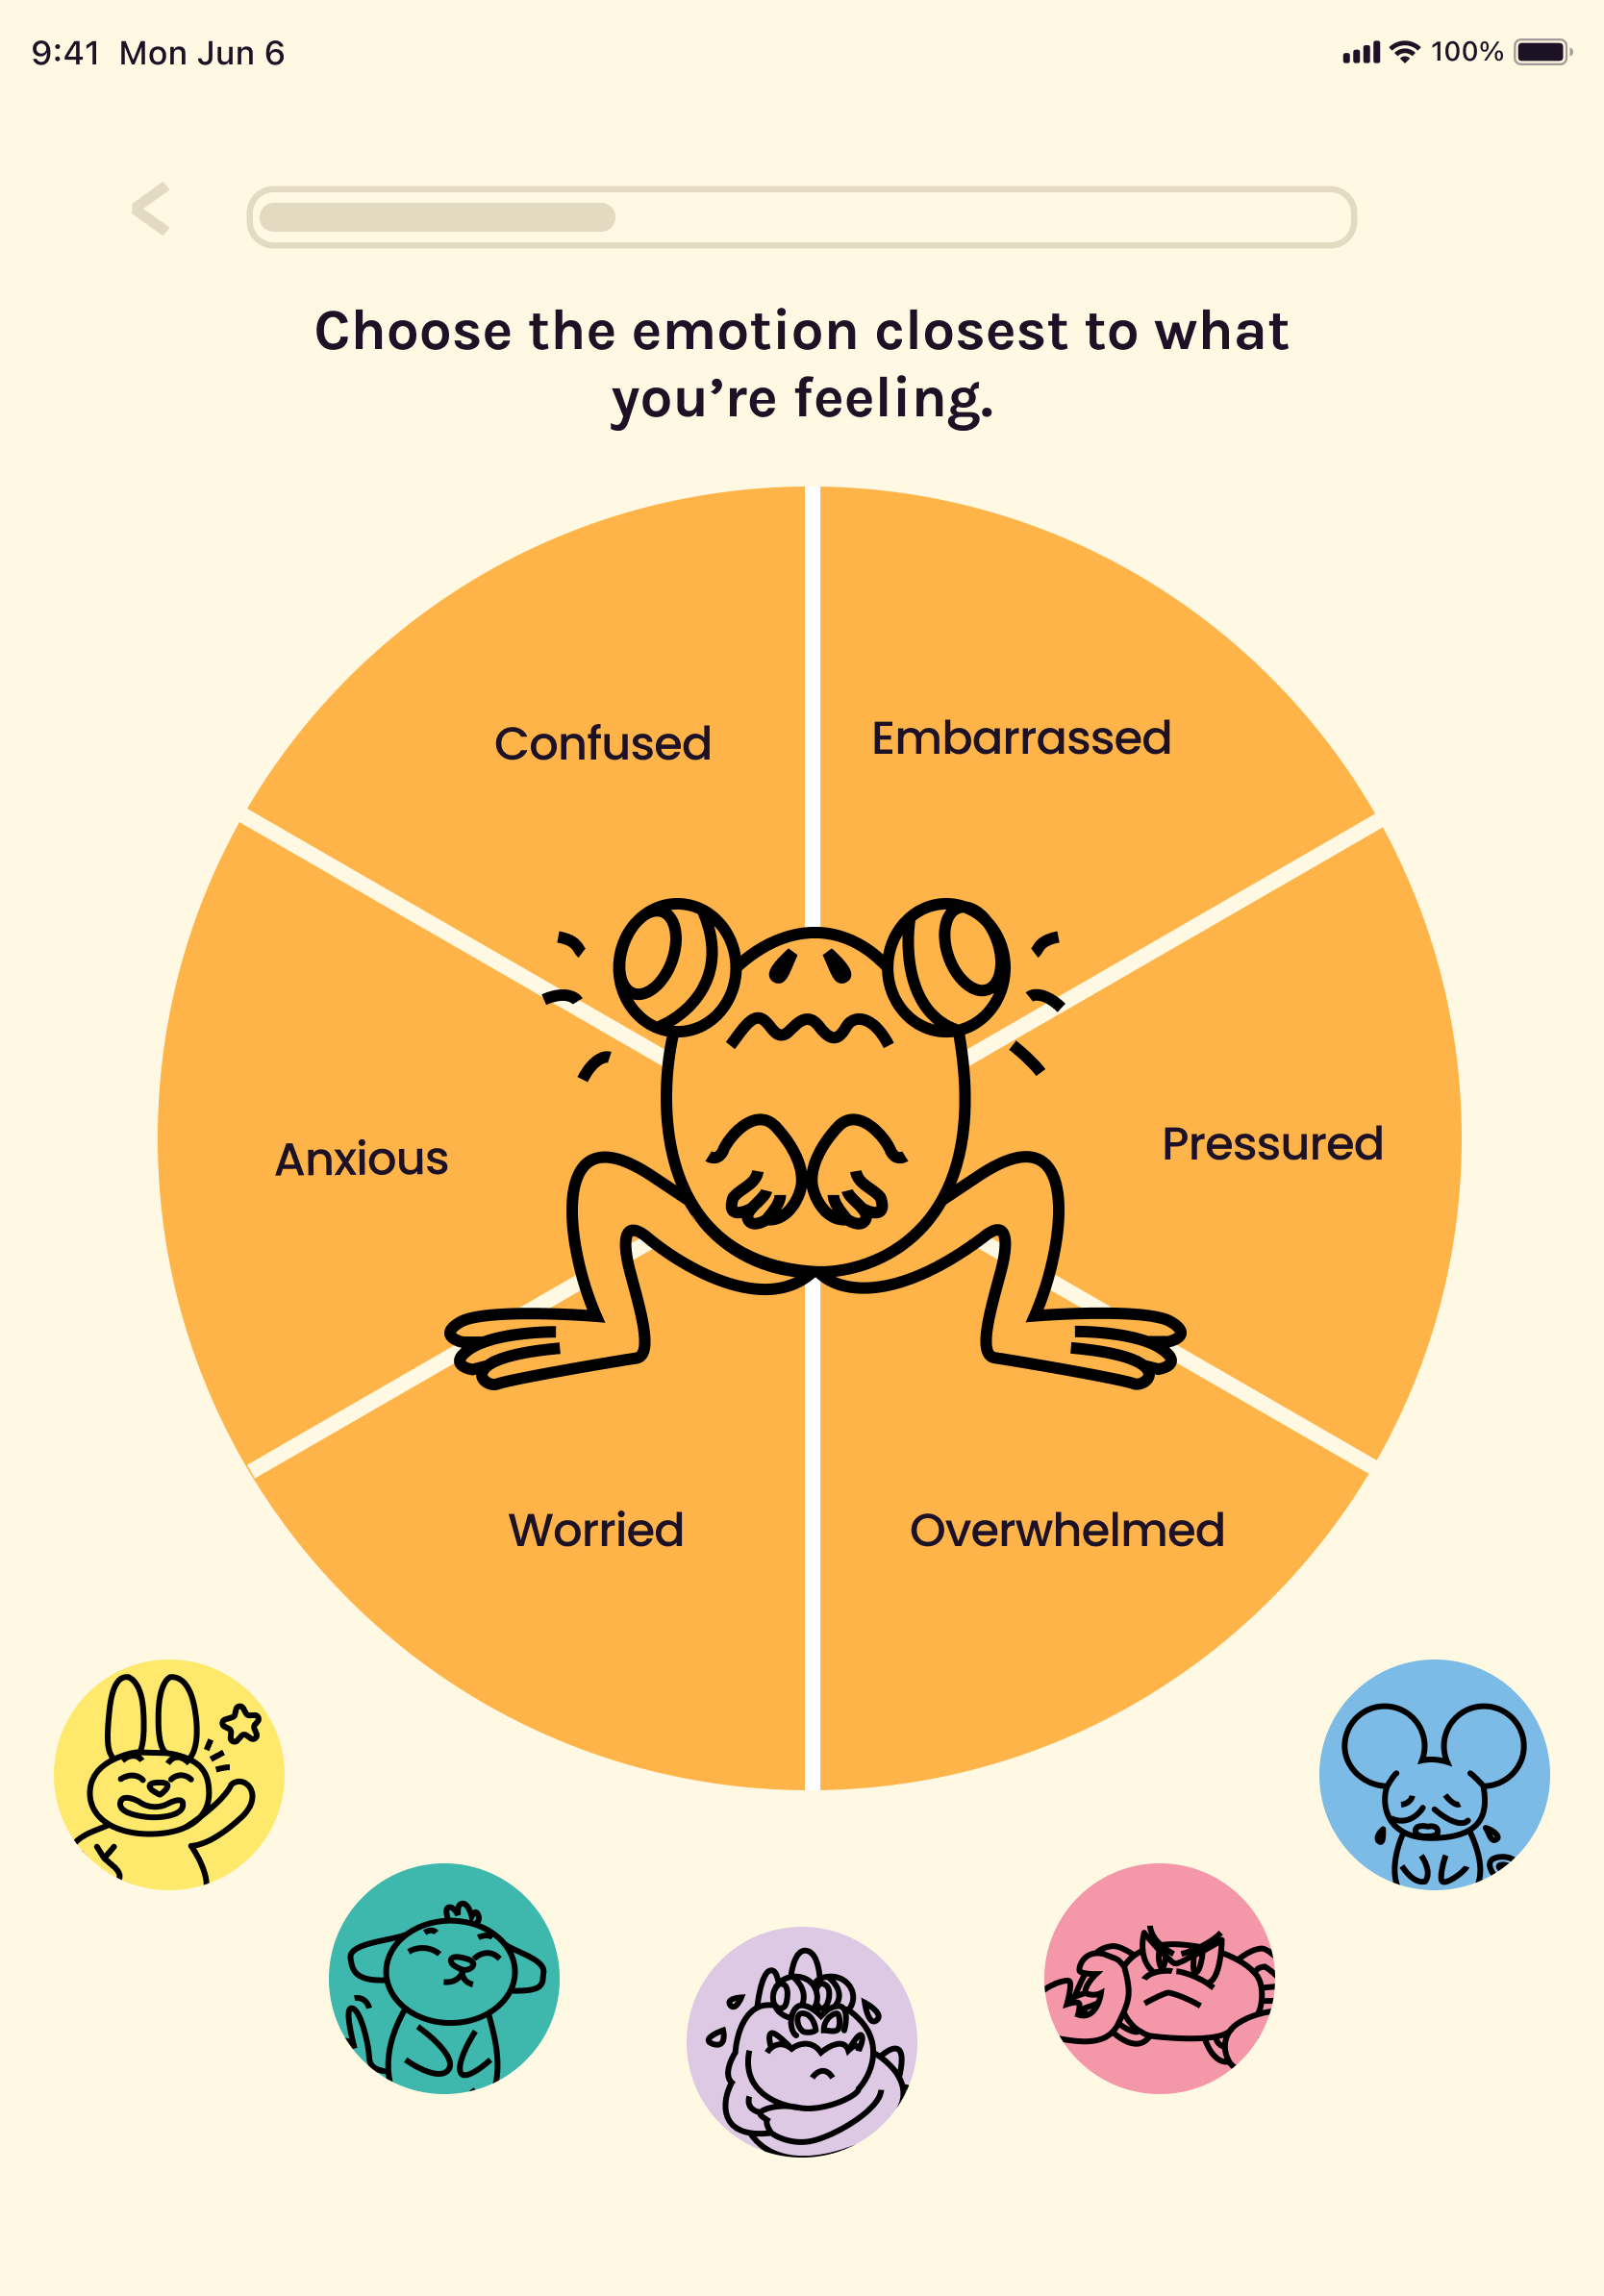 9:41 Mon Jun 6
100%
Choose the emotion closest to what
you’re feeling.
Confused
Embarrassed
Anxious
Pressured
Worried
Overwhelmed